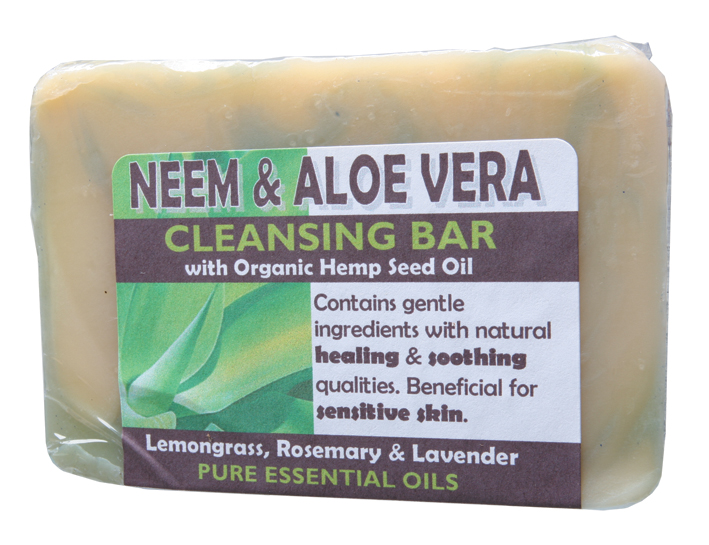 NEEM & ALOE VERA
CLEANSING BAR
with Organic Hemp Seed Oil
Contains gentle
ingredients with natural
healing & soothing
qualities. Beneficial for
sensitive skin.
Lemongrass, Rosemary & Lavender
PURE ESSENTIAL OILS